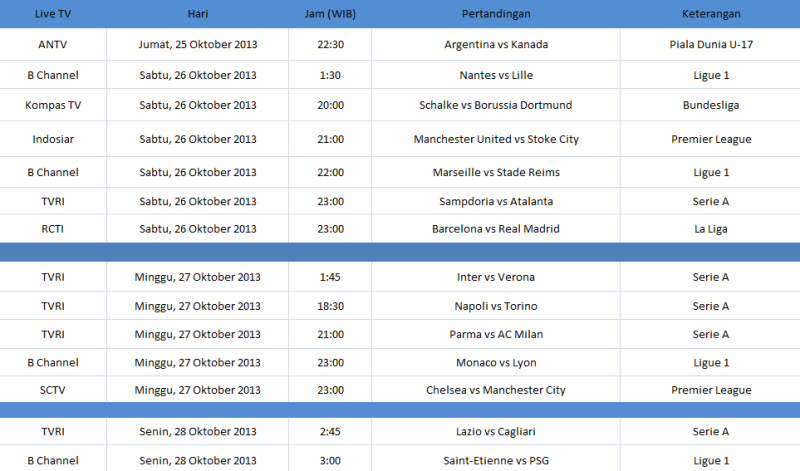 Live TV Hari Jam (WIB) Pertandingan Keterangan
ANTV Jumat, 25 Oktober 2013 22:30 Argentina vs Kanada Piala Dunia U-17
B Channel Sabtu, 26 Oktober 2013 1:30 Nantes vs Lille Ligue 1
Kompas TV Sabtu, 26 Oktober 2013 20:00 Schalke vs Borussia Dortmund Bundesliga
Indosiar Sabtu, 26 Oktober 2013 21:00 Manchester United vs Stoke City Premier League
B Channel Sabtu, 26 Oktober 2013 22:00 Marseille vs Stade Reims Ligue 1
TVRI Sabtu, 26 Oktober 2013 23:00 Sampdoria vs Atalanta Serie A
RCTI Sabtu, 26 Oktober 2013 23:00 Barcelona vs Real Madrid La Liga
TVRI Minggu, 27 Oktober 2013 1:45 Inter vs Verona Serie A
TVRI Minggu, 27 Oktober 2013 18:30 Napoli vs Torino Serie A
TVRI Minggu, 27 Oktober 2013 21:00 Parma vs AC Milan Serie A
B Channel Minggu, 27 Oktober 2013 23:00 Monaco vs Lyon Ligue 1
SCTV Minggu, 27 Oktober 2013 23:00 Chelsea vs Manchester City Premier League
TVRI Senin, 28 Oktober 2013 2:45 Lazio vs Cagliari Serie A
B Channel Senin, 28 Oktober 2013 3:00 Saint-Etienne vs PSG Ligue 1